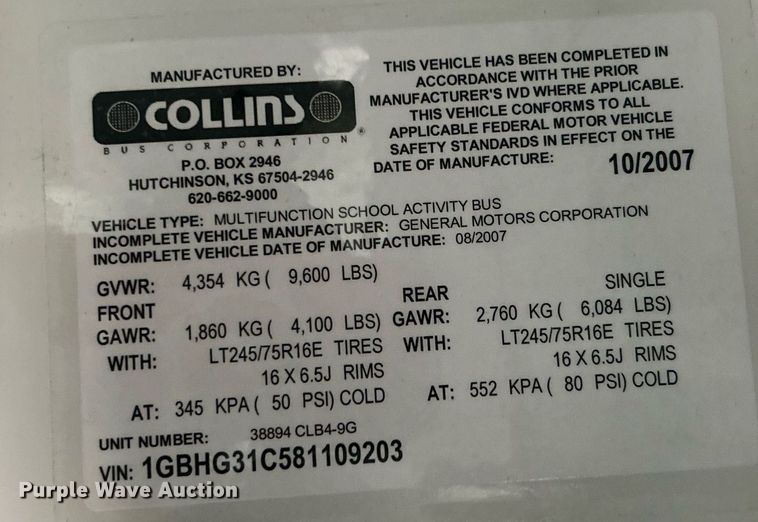 MANUFACTURED BY:
COLLINS
BUS CORPORATION ®
P.O. BOX 2946
HUTCHINSON, KS 67504-2946
620-662-9000
THIS VEHICLE HAS BEEN COMPLETED IN
ACCORDANCE WITH THE PRIOR
MANUFACTURER'S IVD WHERE APPLICABLE.
THIS VEHICLE CONFORMS TO ALL
APPLICABLE FEDERAL MOTOR VEHICLE
SAFETY STANDARDS IN EFFECT ON THE
DATE OF MANUFACTURE: 10/2007
VEHICLE TYPE: MULTIFUNCTION SCHOOL ACTIVITY BUS
INCOMPLETE VEHICLE MANUFACTURER: GENERAL MOTORS CORPORATION
INCOMPLETE VEHICLE DATE OF MANUFACTURE: 08/2007
GVWR: 4,354 KG ( 9,600 LBS)
FRONT
GAWR: 1,860 KG ( 4,100 LBS)
WITH: LT245/75R16E TIRES
16 X 6.5J RIMS
AT: 345 KPA ( 50 PSI) COLD
REAR SINGLE
GAWR: 2,760 KG ( 6,084 LBS)
WITH: LT245/75R16E TIRES
16 X 6.5J RIMS
AT: 552 KPA ( 80 PSI) COLD
UNIT NUMBER: 38894 CLB4-9G
VIN: 1GBHG31C581109203
Purple Wave Auction